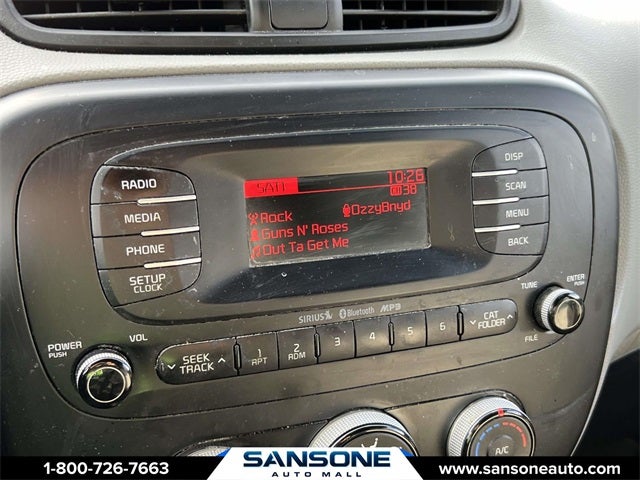 SAT1 10:26
CH 38
Rock OzzyBnyd
Guns N' Roses
Out Ta Get Me
RADIO
MEDIA
PHONE
SETUP
CLOCK
DISP
SCAN
MENU
BACK
SIRIUS Bluetooth MP3
POWER
PUSH
VOL
SEEK
TRACK
1
RPT
2
RDM
3
4
5
6
CAT
FOLDER
TUNE
FILE
ENTER
PUSH
A/C
1-800-726-7663
SANSONE
AUTO MALL
www.sansoneauto.com